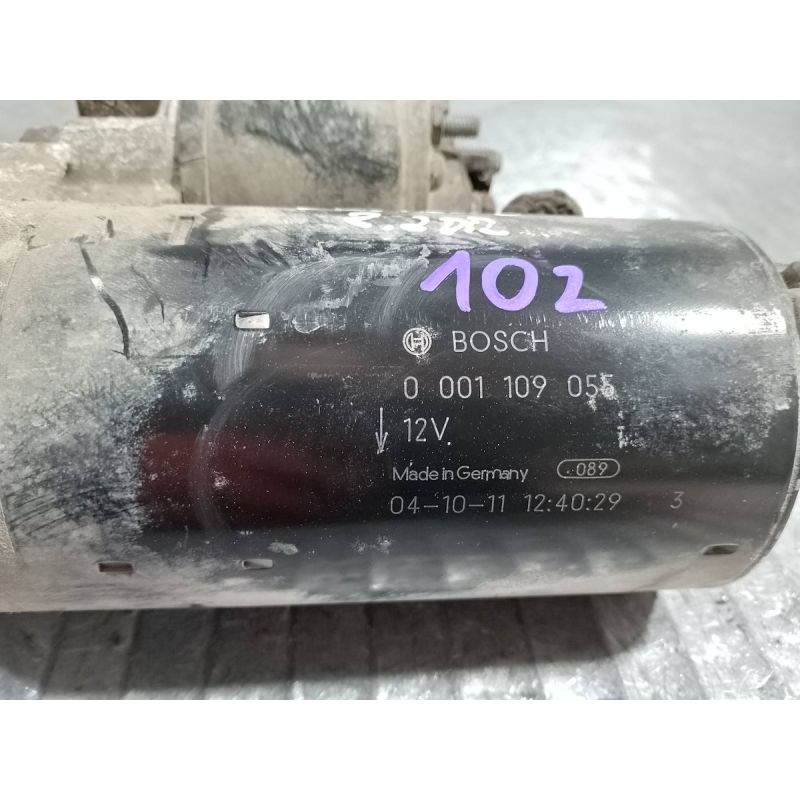 102
BOSCH
0 001 109 055
12V
Made in Germany .089
04-10-11 12:40:29 3